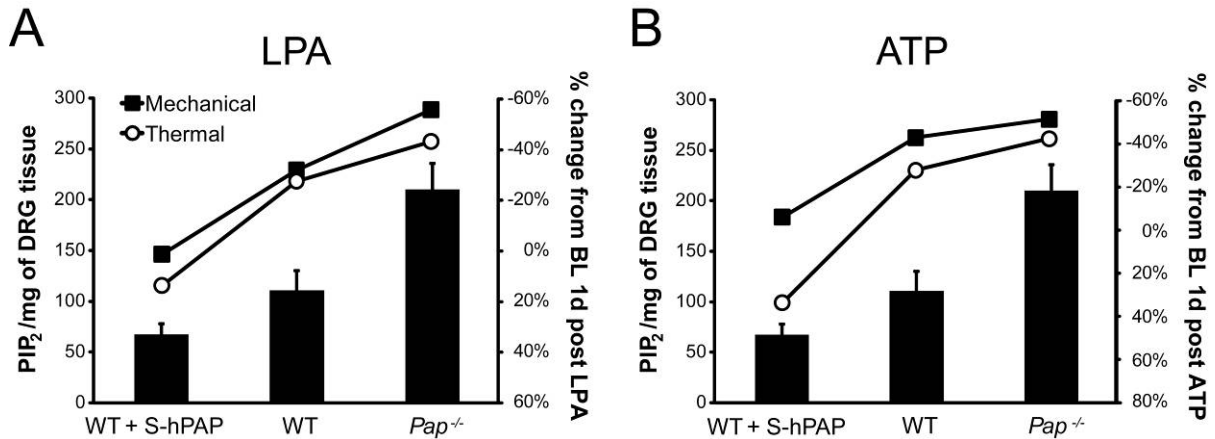 A
LPA
PIP2/mg of DRG tissue
300
250
200
150
100
50
0
Mechanical
Thermal
-60%
-40%
-20%
0%
20%
40%
60%
% change from BL 1d post LPA
WT + S-hPAP
WT
Pap -/-
B
ATP
PIP2/mg of DRG tissue
300
250
200
150
100
50
0
-60%
-40%
-20%
0%
20%
40%
60%
80%
% change from BL 1d post ATP
WT + S-hPAP
WT
Pap -/-